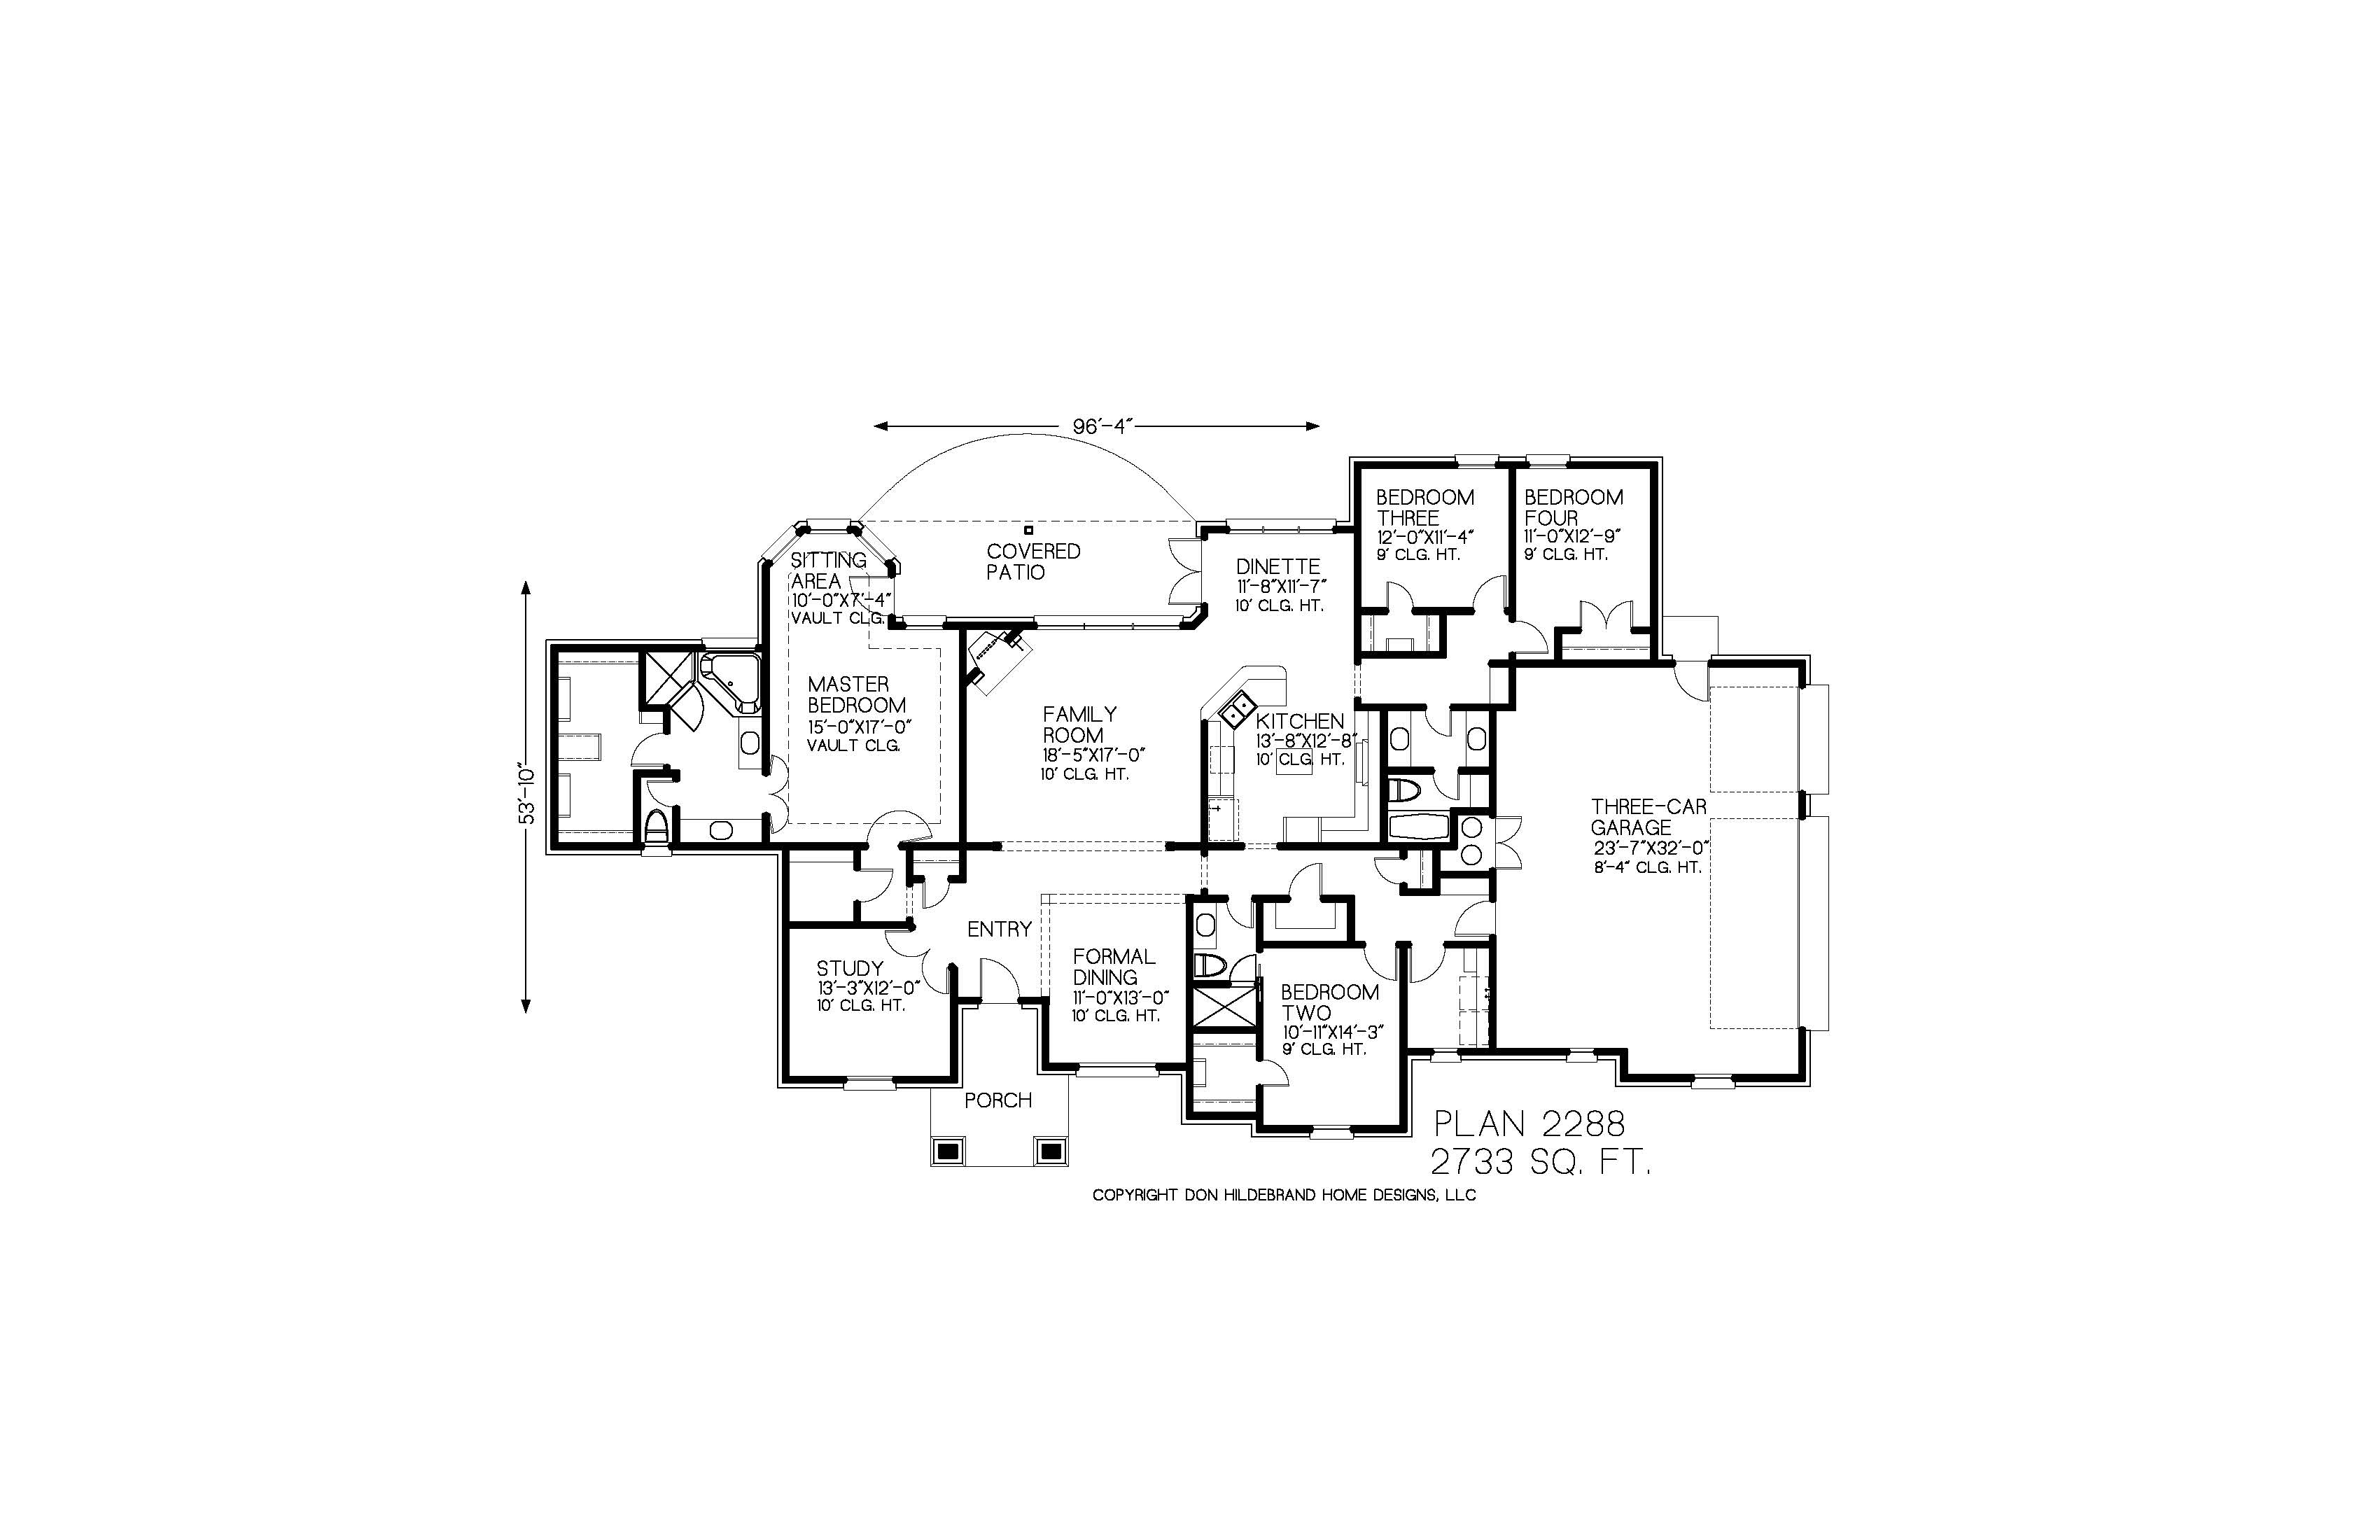 96'-4"
BEDROOM
THREE
12'-0"X11'-4"
9' CLG. HT.
BEDROOM
FOUR
11'-0"X12'-9"
9' CLG. HT.
COVERED
PATIO
SITTING
AREA
10'-0"X7'-4"
VAULT CLG.
DINETTE
11'-8"X11'-7"
10' CLG. HT.
MASTER
BEDROOM
15'-0"X17'-0"
VAULT CLG.
FAMILY
ROOM
18'-5"X17'-0"
10' CLG. HT.
KITCHEN
13'-8"X12'-8"
10' CLG. HT.
53'-10"
THREE-CAR
GARAGE
23'-7"X32'-0"
8'-4" CLG. HT.
ENTRY
STUDY
13'-3"X12'-0"
10' CLG. HT.
FORMAL
DINING
11'-0"X13'-0"
10' CLG. HT.
BEDROOM
TWO
10'-11"X14'-3"
9' CLG. HT.
PORCH
PLAN 2288
2733 SQ. FT.
COPYRIGHT DON HILDEBRAND HOME DESIGNS, LLC